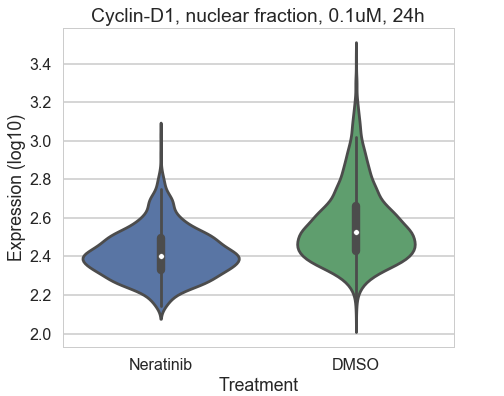 Cyclin-D1, nuclear fraction, 0.1uM, 24h
Expression (log10)
3.4
3.2
3.0
2.8
2.6
2.4
2.2
2.0
Neratinib
DMSO
Treatment